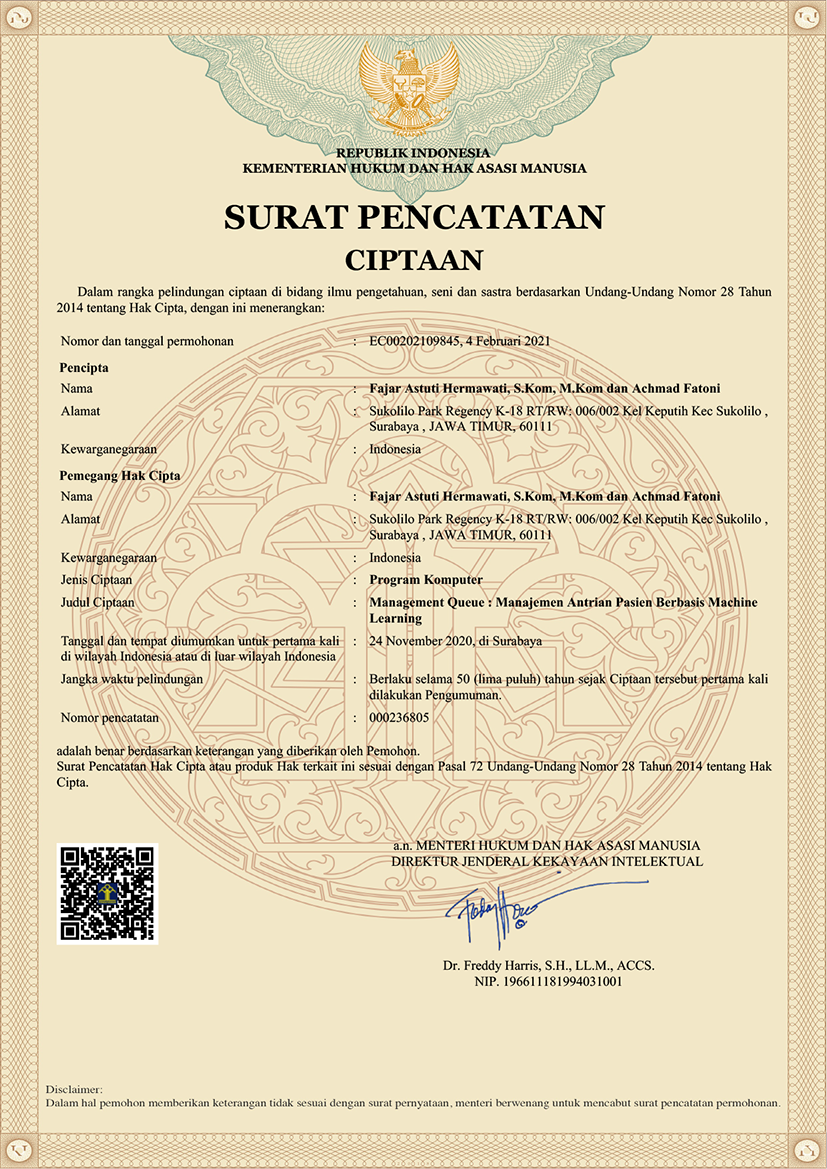 REPUBLIK INDONESIA
KEMENTERIAN HUKUM DAN HAK ASASI MANUSIA
SURAT PENCATATAN
CIPTAAN
Dalam rangka pelindungan ciptaan di bidang ilmu pengetahuan, seni dan sastra berdasarkan Undang-Undang Nomor 28 Tahun
2014 tentang Hak Cipta, dengan ini menerangkan:
Nomor dan tanggal permohonan : EC00202109845, 4 Februari 2021
Pencipta
Nama : Fajar Astuti Hermawati, S.Kom, M.Kom dan Achmad Fatoni
Alamat : Sukolilo Park Regency K-18 RT/RW: 006/002 Kel Keputih Kec Sukolilo ,
Surabaya , JAWA TIMUR, 60111
Kewarganegaraan : Indonesia
Pemegang Hak Cipta
Nama : Fajar Astuti Hermawati, S.Kom, M.Kom dan Achmad Fatoni
Alamat : Sukolilo Park Regency K-18 RT/RW: 006/002 Kel Keputih Kec Sukolilo ,
Surabaya , JAWA TIMUR, 60111
Kewarganegaraan : Indonesia
Jenis Ciptaan : Program Komputer
Judul Ciptaan : Management Queue : Manajemen Antrian Pasien Berbasis Machine
Learning
Tanggal dan tempat diumumkan untuk pertama kali : 24 November 2020, di Surabaya
di wilayah Indonesia atau di luar wilayah Indonesia
Jangka waktu pelindungan : Berlaku selama 50 (lima puluh) tahun sejak Ciptaan tersebut pertama kali
dilakukan Pengumuman.
Nomor pencatatan : 000236805
adalah benar berdasarkan keterangan yang diberikan oleh Pemohon.
Surat Pencatatan Hak Cipta atau produk Hak terkait ini sesuai dengan Pasal 72 Undang-Undang Nomor 28 Tahun 2014 tentang Hak
Cipta.
a.n. MENTERI HUKUM DAN HAK ASASI MANUSIA
DIREKTUR JENDERAL KEKAYAAN INTELEKTUAL
Dr. Freddy Harris, S.H., LL.M., ACCS.
NIP. 196611181994031001
Disclaimer:
Dalam hal pemohon memberikan keterangan tidak sesuai dengan surat pernyataan, menteri berwenang untuk mencabut surat pencatatan permohonan.